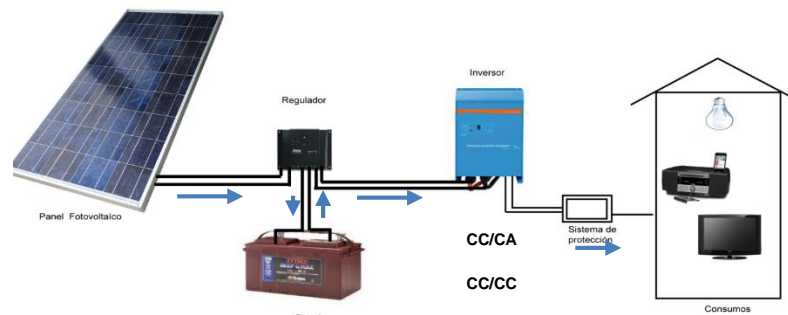 Inversor
Regulador
Panel Fotovoltaico
Sistema de
protección
CC/CA
CC/CC
Consumos